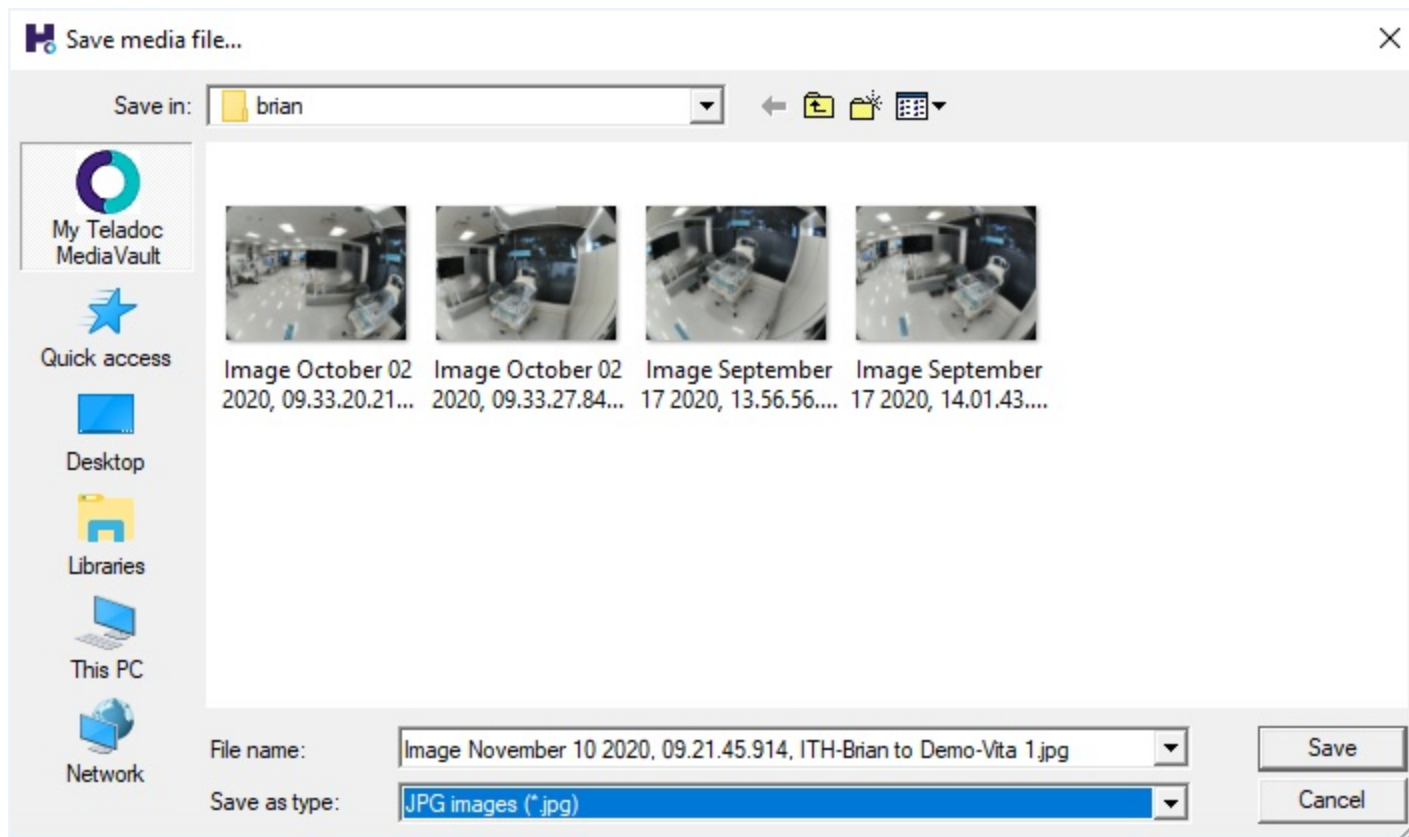 Save media file...
Save in:
brian
My Teladoc
MediaVault
Quick access
Desktop
Libraries
This PC
Network
Image October 02
2020, 09.33.20.21...
Image October 02
2020, 09.33.27.84...
Image September
17 2020, 13.56.56....
Image September
17 2020, 14.01.43....
File name:
Image November 10 2020, 09.21.45.914, ITH-Brian to Demo-Vita 1.jpg
Save
Save as type:
JPG images (*.jpg)
Cancel